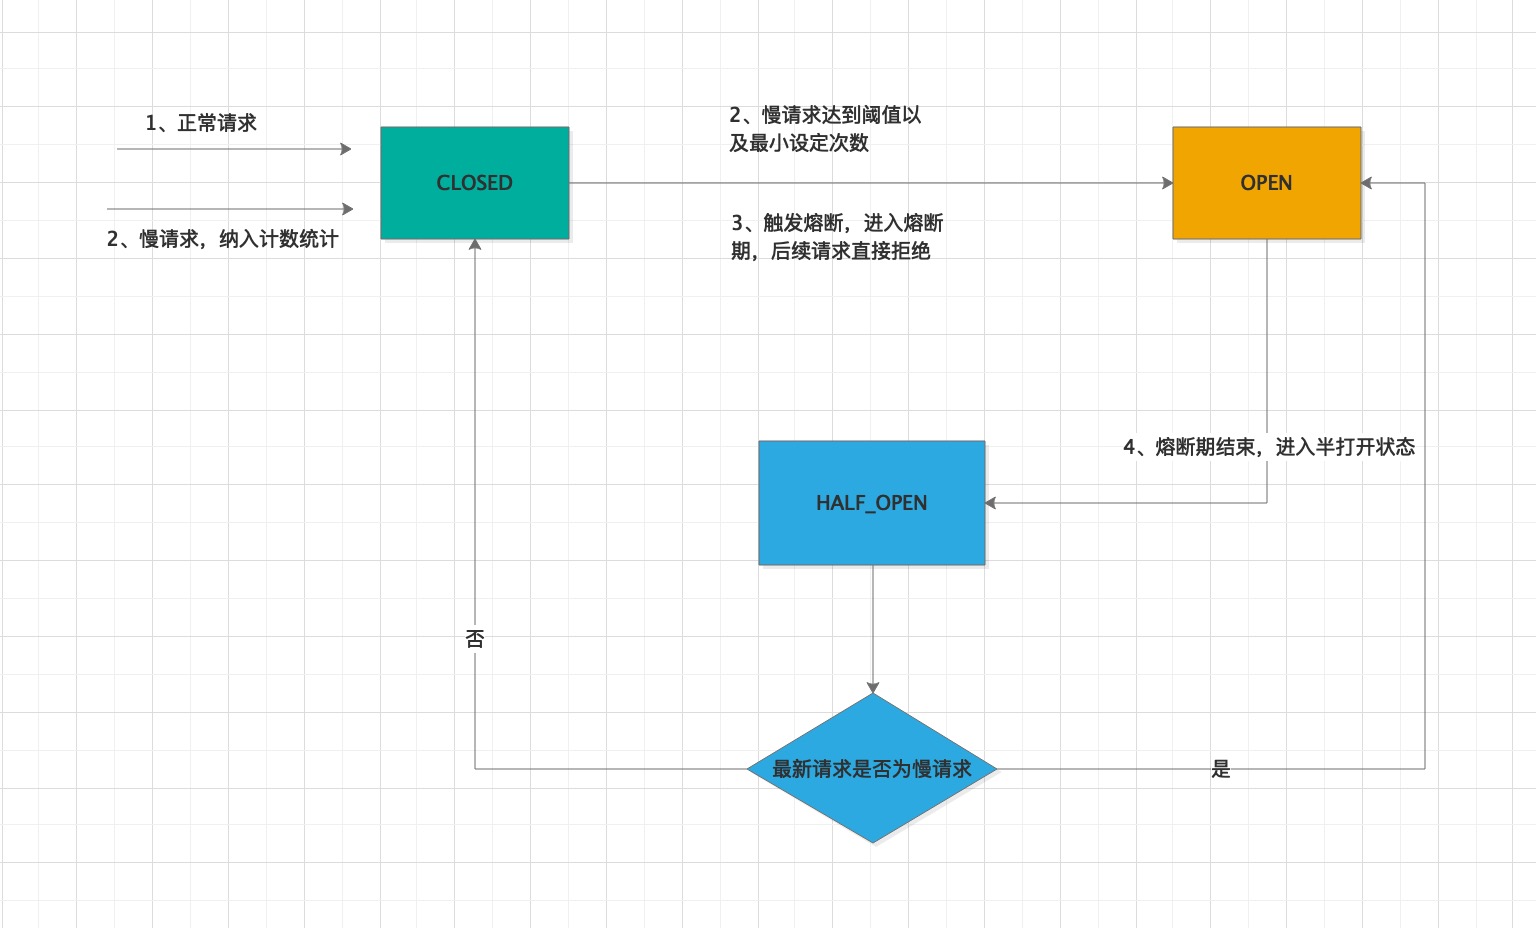 1、正常请求
2、慢请求，纳入计数统计
CLOSED
2、慢请求达到阈值以
及最小设定次数
3、触发熔断，进入熔断
期，后续请求直接拒绝
OPEN
4、熔断期结束，进入半打开状态
HALF_OPEN
否
最新请求是否为慢请求
是